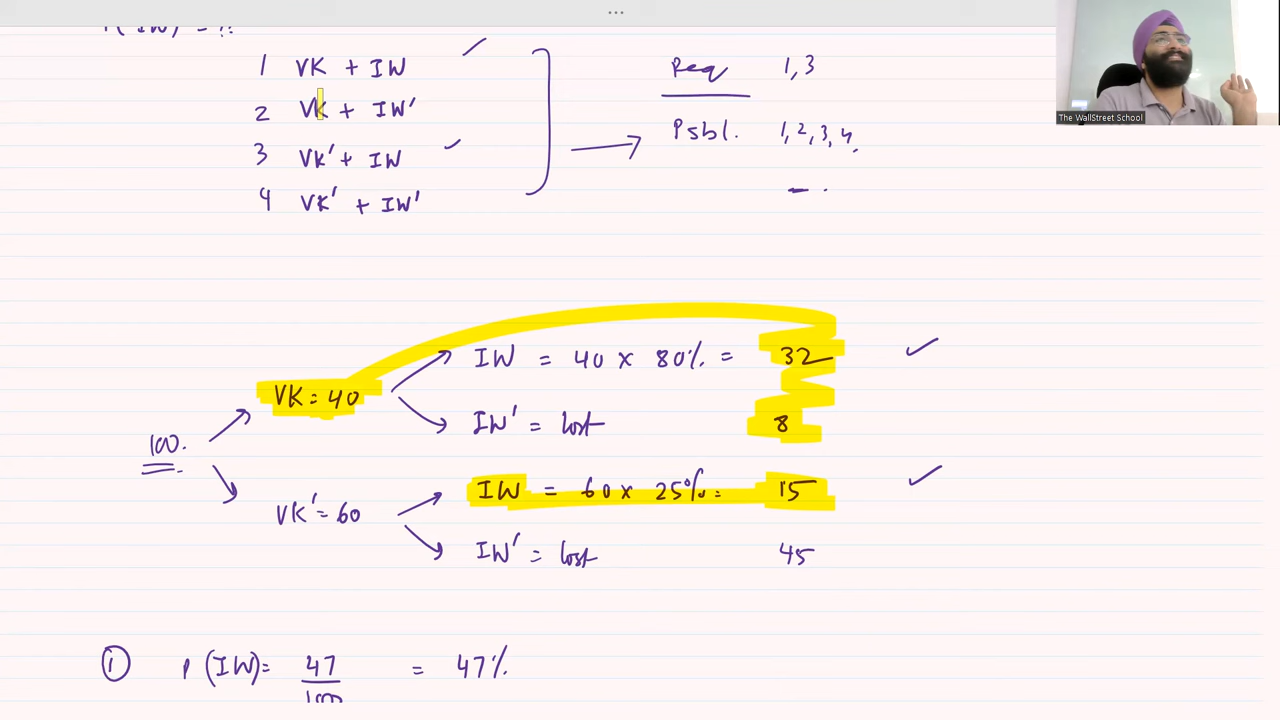 P(IW) = ?
1 VK + IW
2 VK + IW'
3 VK' + IW
4 VK' + IW'
Req 1, 3
Psbl. 1, 2, 3, 4,
The WallStreet School
100.
VK = 40
IW = 40 x 80% = 32
IW' = lost 8
VK' = 60
IW = 60 x 25% = 15
IW' = lost 45
1 P(IW) = 47 = 47%
100